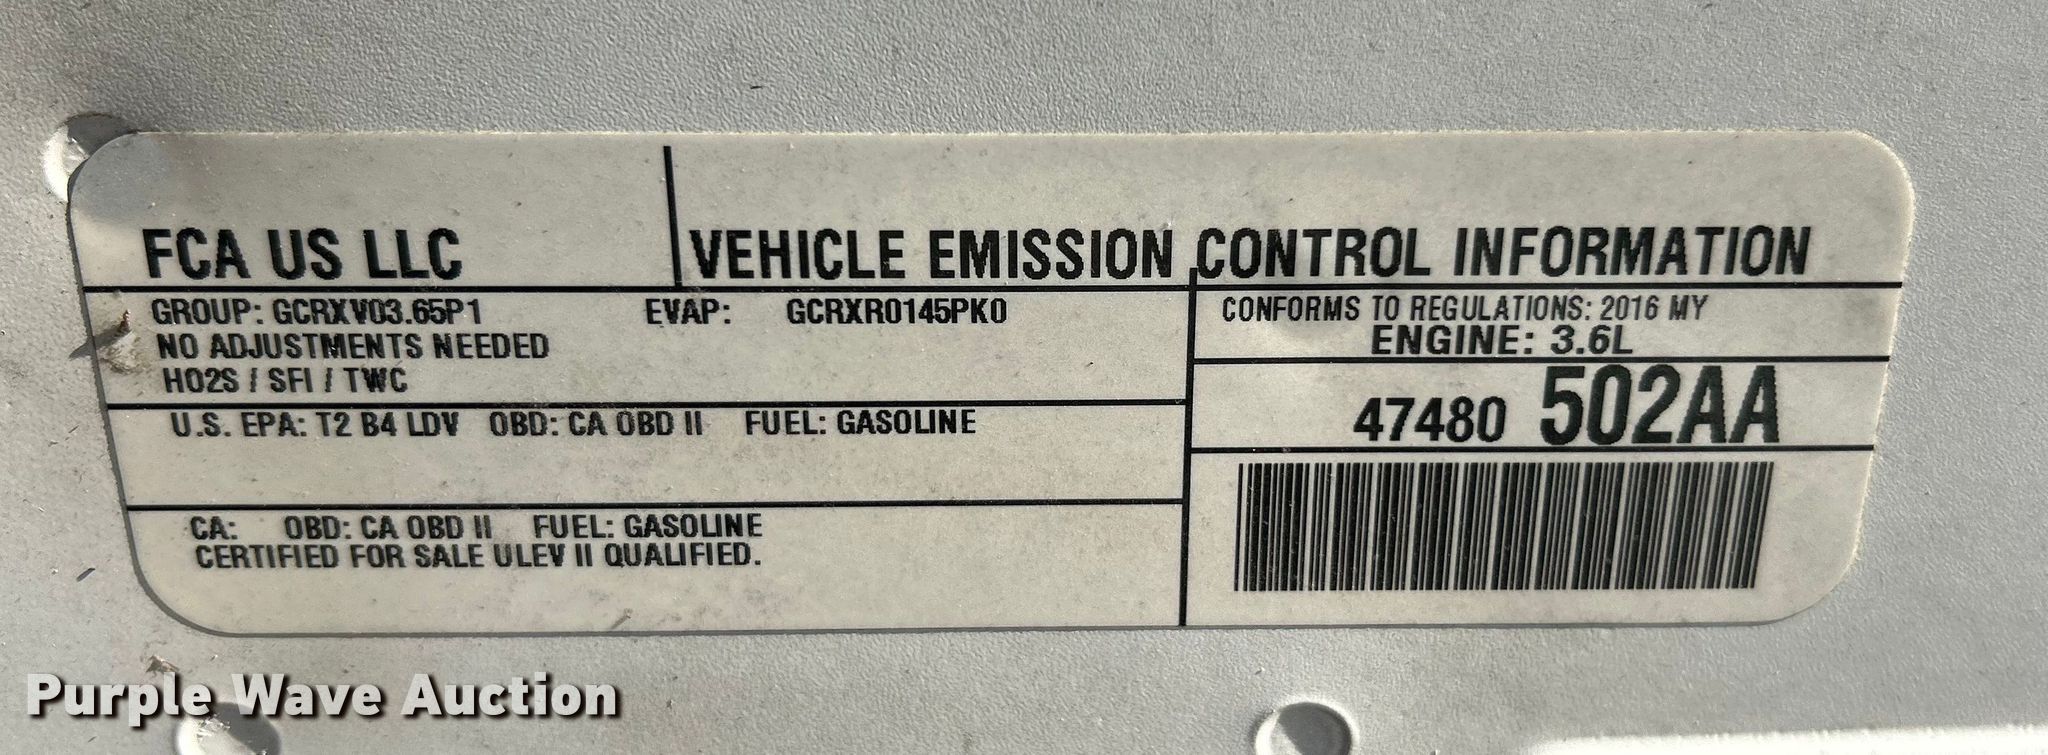 FCA US LLC
VEHICLE EMISSION CONTROL INFORMATION
GROUP: GCRXV03.65P1 EVAP: GCRXR0145PK0
NO ADJUSTMENTS NEEDED
HO2S / SFI / TWC
CONFORMS TO REGULATIONS: 2016 MY
ENGINE: 3.6L
47480 502AA
U.S. EPA: T2 B4 LDV OBD: CA OBD II FUEL: GASOLINE
CA: OBD: CA OBD II FUEL: GASOLINE
CERTIFIED FOR SALE ULEV II QUALIFIED.
Purple Wave Auction